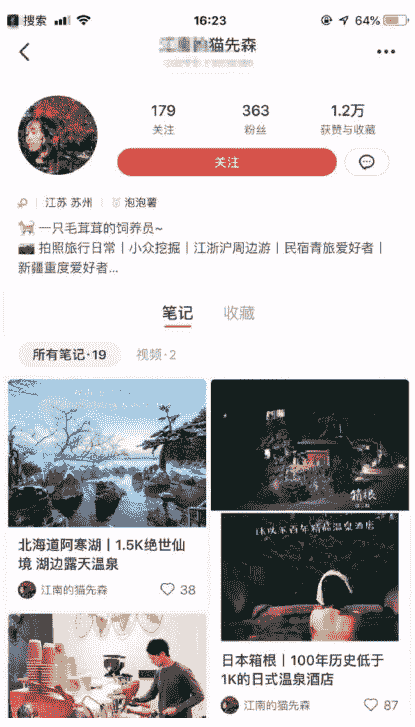 搜索
16:23
64%
猫先森
179
363
1.2万
关注
粉丝
获赞与收藏
关注
江苏 苏州
泡泡薯
一只毛茸茸的饲养员~
拍照旅行日常丨小众挖掘丨江浙沪周边游丨民宿青旅爱好者丨
新疆重度爱好者...
笔记
收藏
所有笔记·19
视频·2
箱根
北海道阿寒湖丨1.5K绝世仙
境 湖边露天温泉
江南的猫先森
38
日本箱根丨100年历史低于
1K的日式温泉酒店
江南的猫先森
87